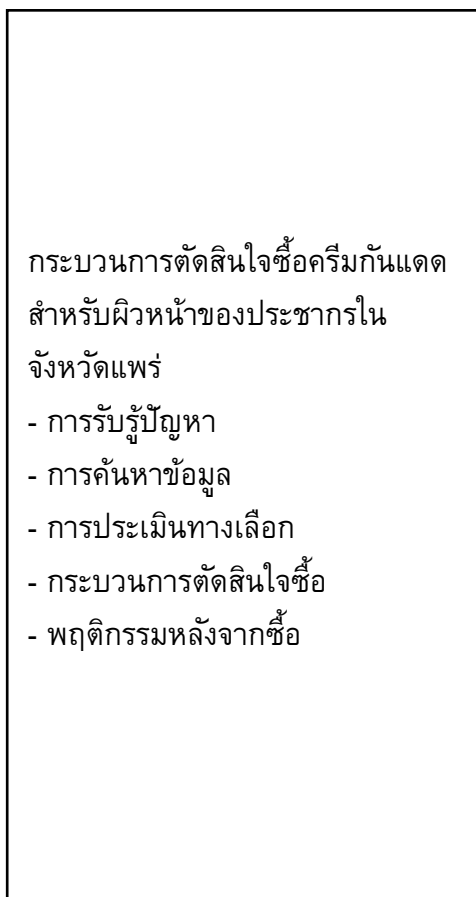 กระบวนการตัดสินใจซื้อครีมกันแดด
สำหรับผิวหน้าของประชากรใน
จังหวัดแพร่
- การรับรู้ปัญหา
- การค้นหาข้อมูล
- การประเมินทางเลือก
- กระบวนการตัดสินใจซื้อ
- พฤติกรรมหลังจากซื้อ